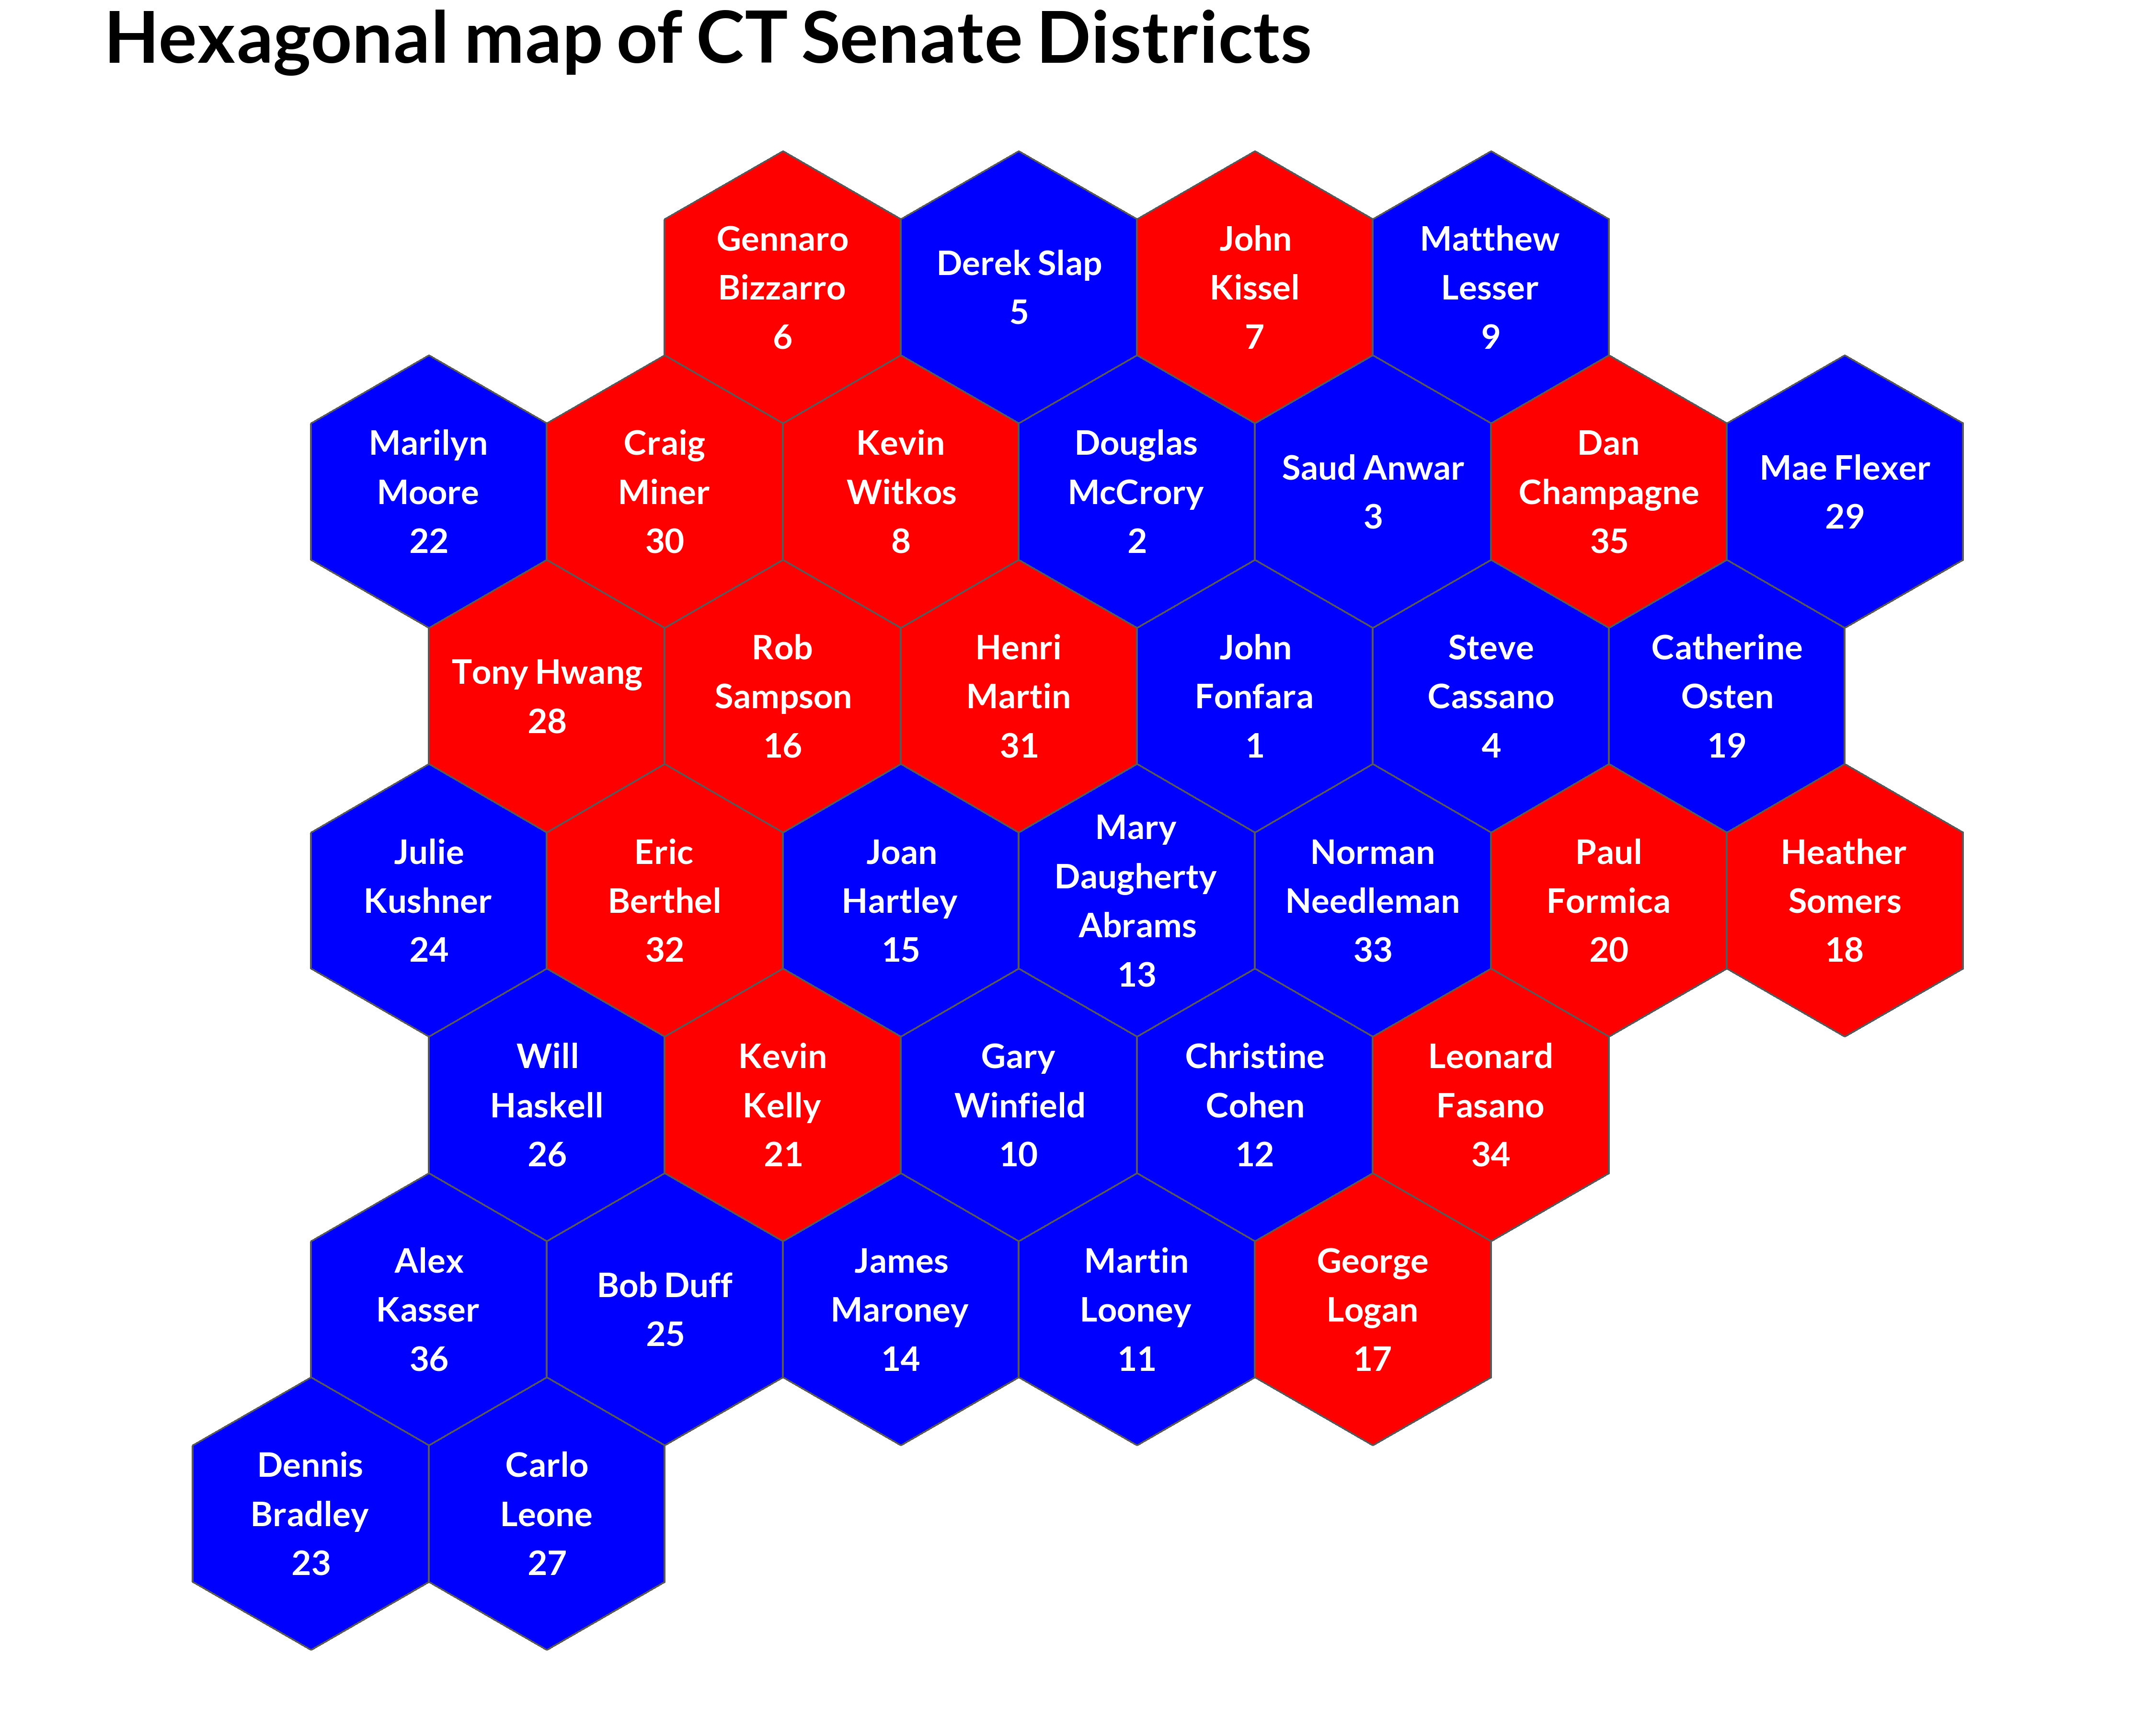 Hexagonal map of CT Senate Districts
Gennaro
Bizzarro
6
Derek Slap
5
John
Kissel
7
Matthew
Lesser
9
Marilyn
Moore
22
Craig
Miner
30
Kevin
Witkos
8
Douglas
McCrory
2
Saud Anwar
3
Dan
Champagne
35
Mae Flexer
29
Tony Hwang
28
Rob
Sampson
16
Henri
Martin
31
John
Fonfara
1
Steve
Cassano
4
Catherine
Osten
19
Julie
Kushner
24
Eric
Berthel
32
Joan
Hartley
15
Mary
Daugherty
Abrams
13
Norman
Needleman
33
Paul
Formica
20
Heather
Somers
18
Will
Haskell
26
Kevin
Kelly
21
Gary
Winfield
10
Christine
Cohen
12
Leonard
Fasano
34
Alex
Kasser
36
Bob Duff
25
James
Maroney
14
Martin
Looney
11
George
Logan
17
Dennis
Bradley
23
Carlo
Leone
27